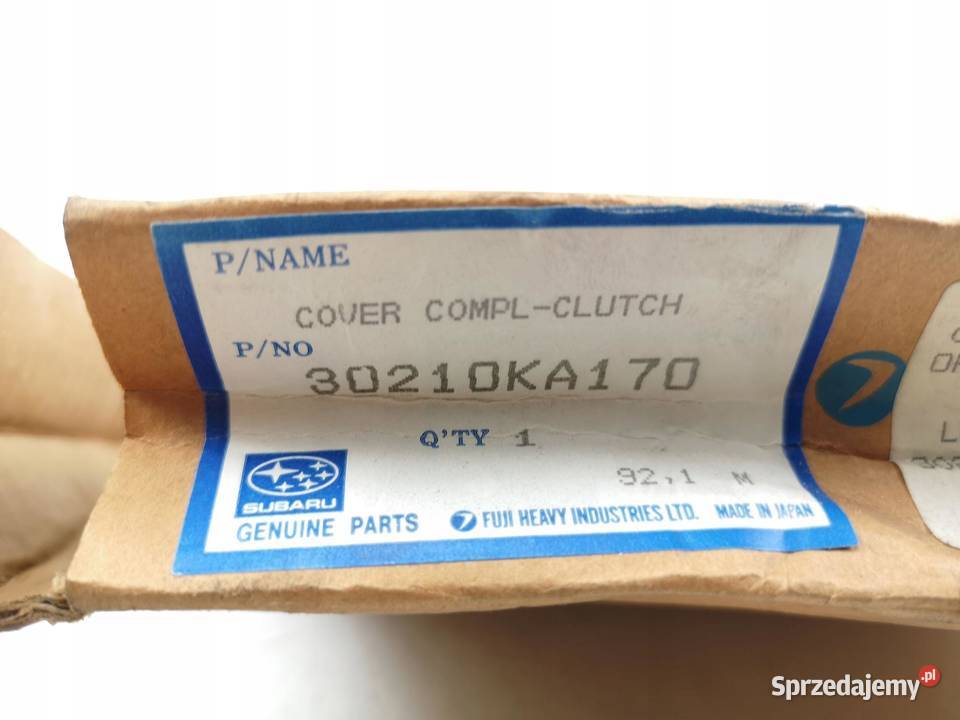 P/NAME
COVER COMPL-CLUTCH
P/NO
30210KA170
Q'TY 1
92,1 M
SUBARU
GENUINE PARTS
FUJI HEAVY INDUSTRIES LTD. MADE IN JAPAN
Sprzedajemy.pl